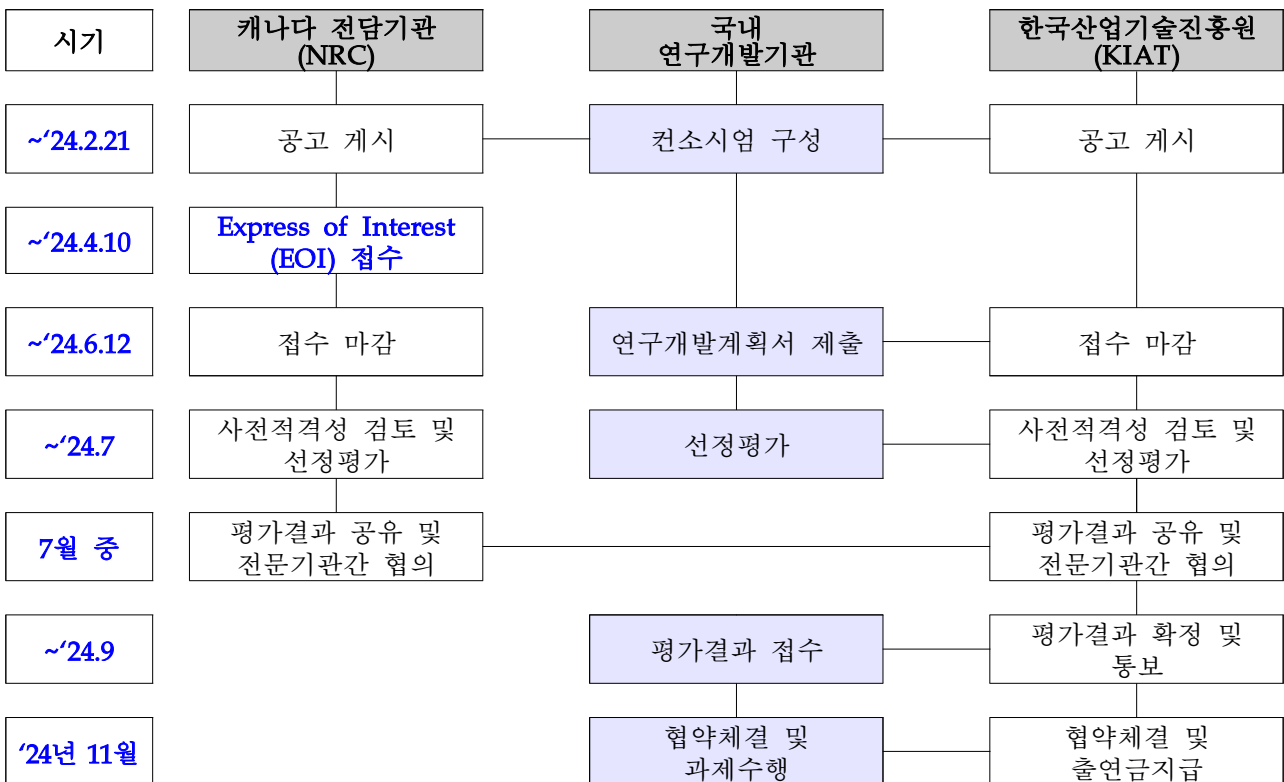 시기
캐나다 전담기관
(NRC)
국내
연구개발기관
한국산업기술진흥원
(KIAT)
~‘24.2.21
공고 게시
컨소시엄 구성
공고 게시
~‘24.4.10
Express of Interest
(EOI) 접수
~‘24.6.12
접수 마감
연구개발계획서 제출
접수 마감
~‘24.7
사전적격성 검토 및
선정평가
선정평가
사전적격성 검토 및
선정평가
7월 중
평가결과 공유 및
전문기관간 협의
평가결과 공유 및
전문기관간 협의
~‘24.9
평가결과 접수
평가결과 확정 및
통보
‘24년 11월
협약체결 및
과제수행
협약체결 및
출연금지급